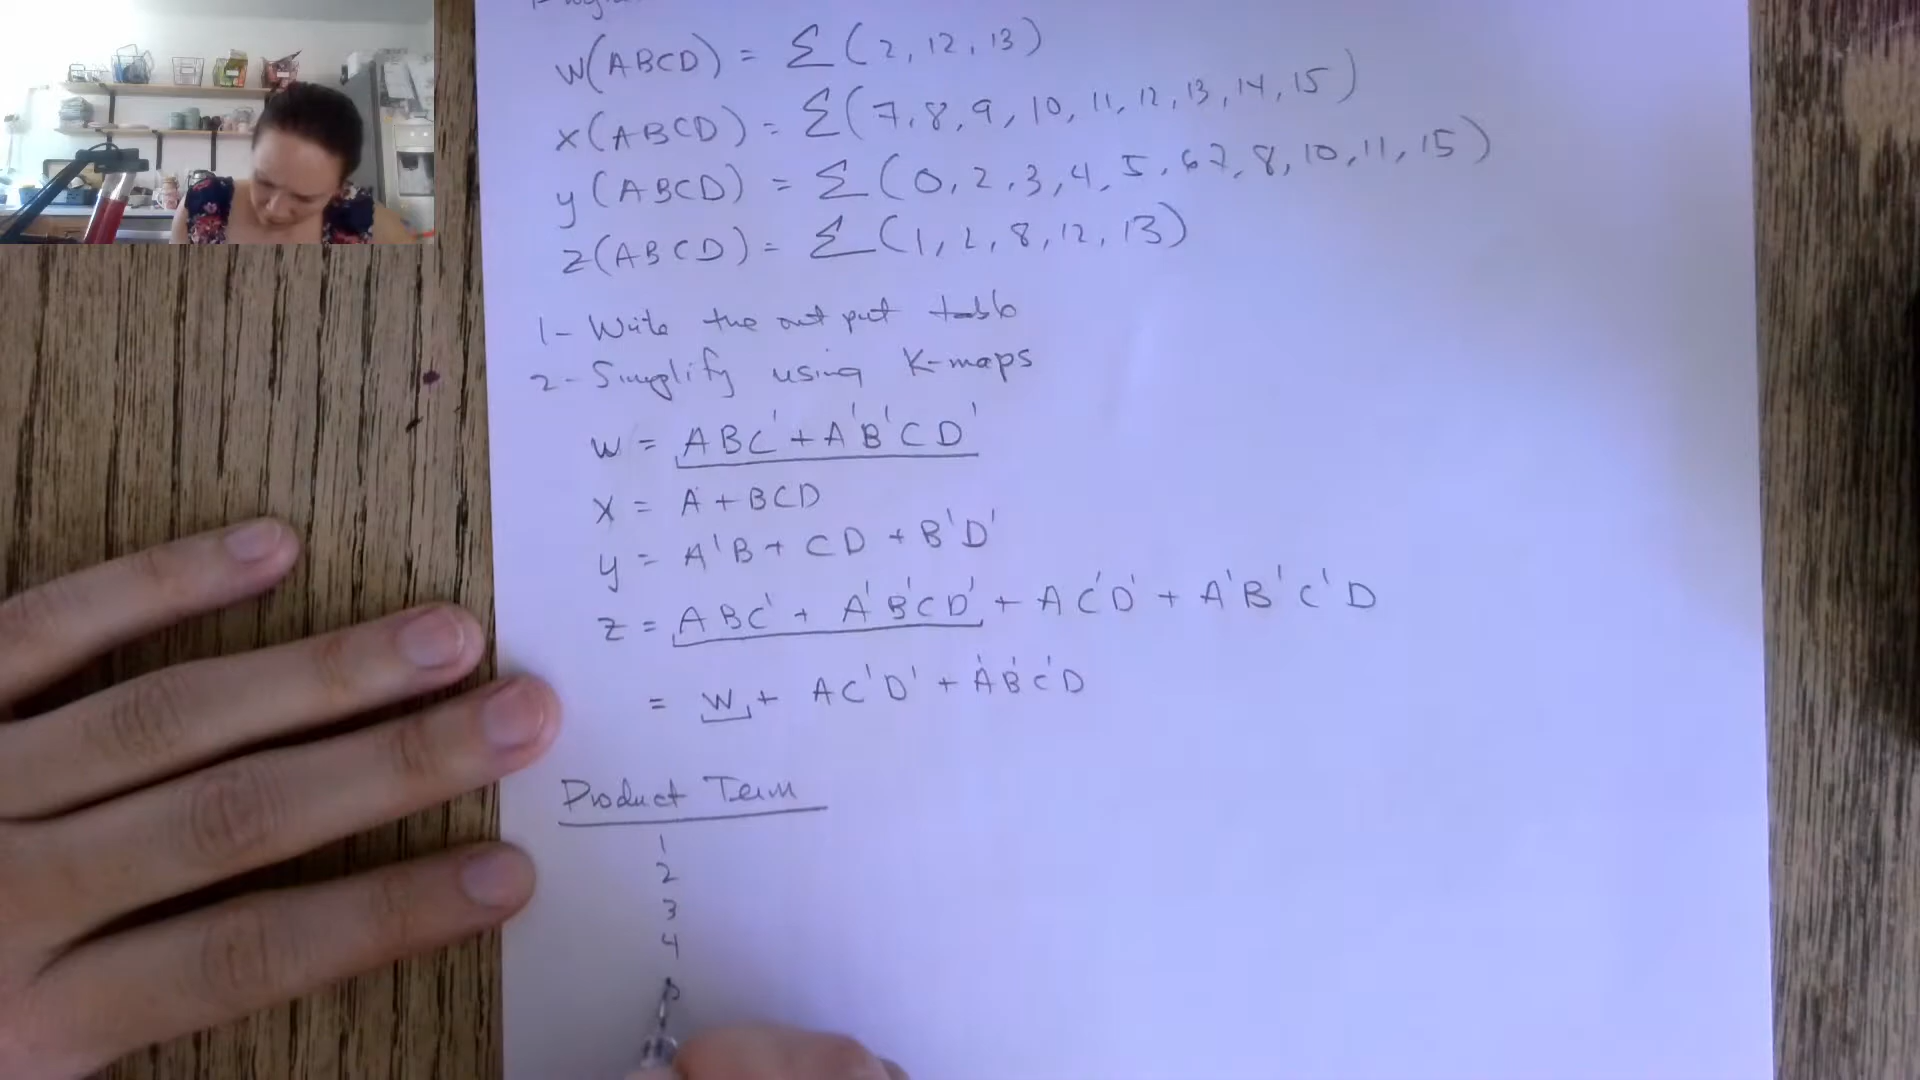 W(ABCD) = Σ(2, 12, 13)
X(ABCD) = Σ(7, 8, 9, 10, 11, 12, 13, 14, 15)
y(ABCD) = Σ(0, 2, 3, 4, 5, 6 7, 8, 10, 11, 15)
Z(ABCD) = Σ(1, 2, 8, 12, 13)
1- Write the out put table
2- Simplify using K-maps
W = ABC' + A'B'CD'
X = A + BCD
y = A'B + CD + B'D'
Z = ABC' + A'B'CD' + AC'D' + A'B'C'D
= W + AC'D' + A'B'C'D
Product Term
1
2
3
4